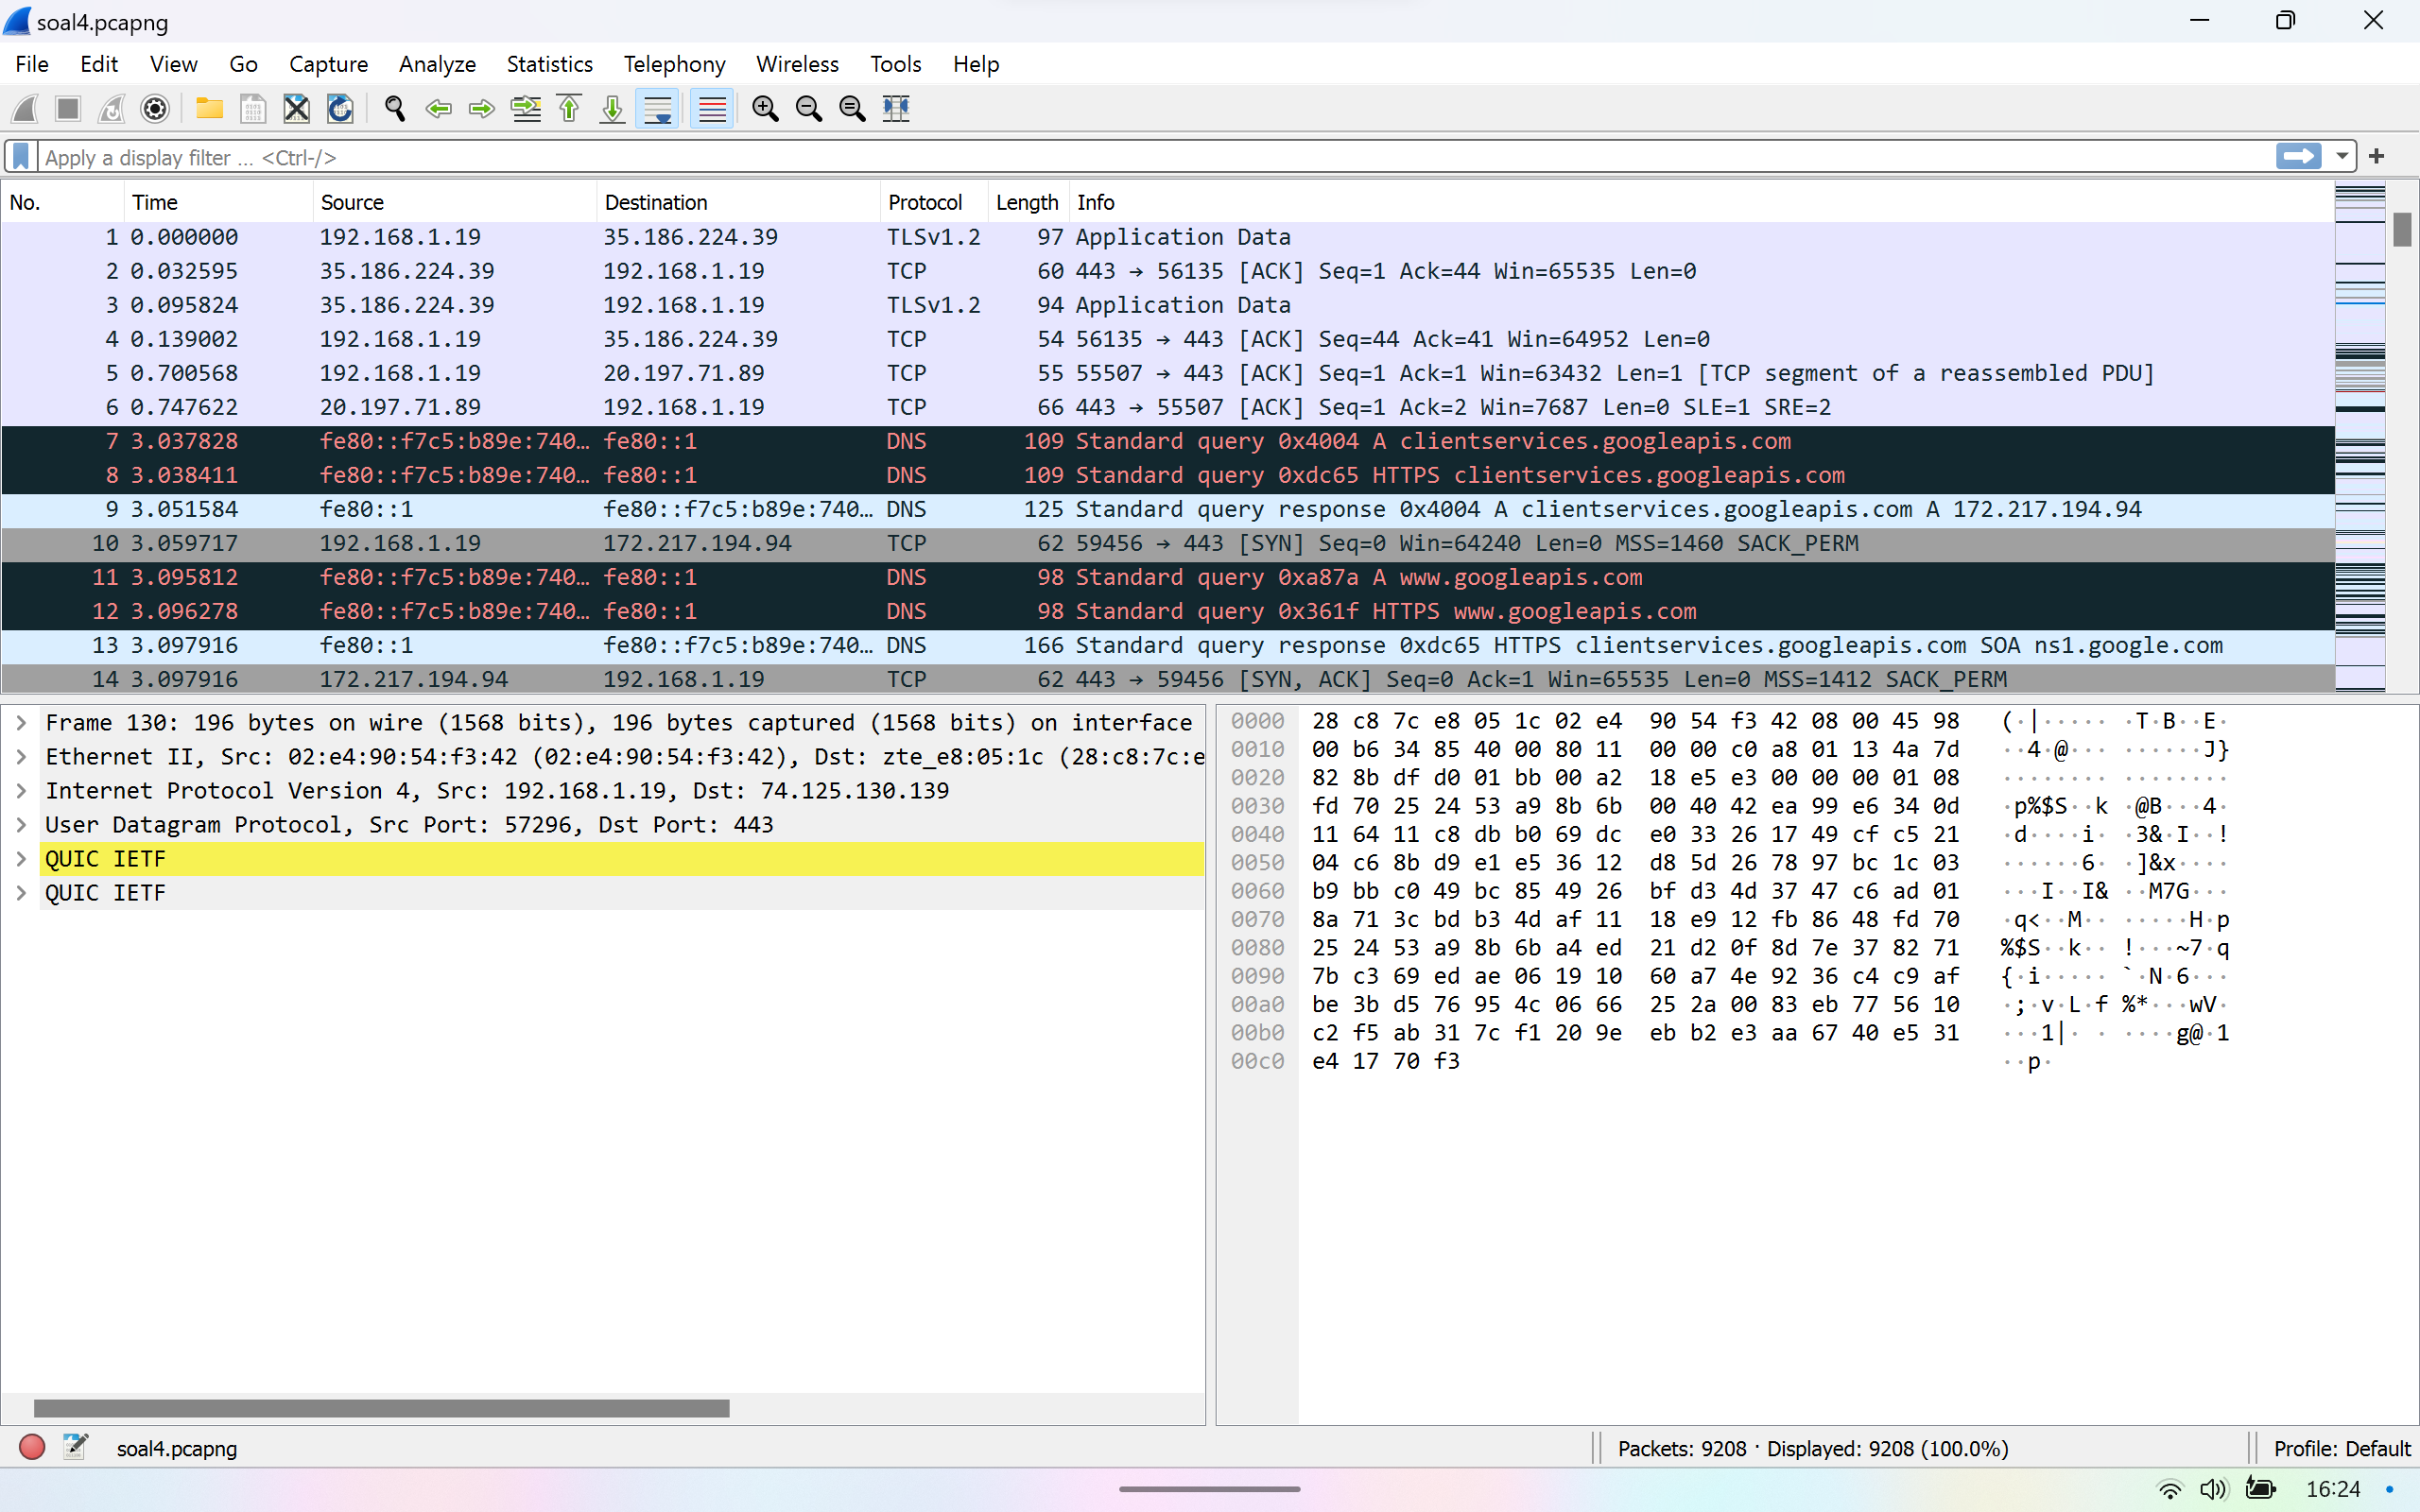 soal4.pcapng
File Edit View Go Capture Analyze Statistics Telephony Wireless Tools Help
Apply a display filter … <Ctrl-/>
No. Time Source Destination Protocol Length Info
1 0.000000 192.168.1.19 35.186.224.39 TLSv1.2 97 Application Data
2 0.032595 35.186.224.39 192.168.1.19 TCP 60 443 → 56135 [ACK] Seq=1 Ack=44 Win=65535 Len=0
3 0.095824 35.186.224.39 192.168.1.19 TLSv1.2 94 Application Data
4 0.139002 192.168.1.19 35.186.224.39 TCP 54 56135 → 443 [ACK] Seq=44 Ack=41 Win=64952 Len=0
5 0.700568 192.168.1.19 20.197.71.89 TCP 55 55507 → 443 [ACK] Seq=1 Ack=1 Win=63432 Len=1 [TCP segment of a reassembled PDU]
6 0.747622 20.197.71.89 192.168.1.19 TCP 66 443 → 55507 [ACK] Seq=1 Ack=2 Win=7687 Len=0 SLE=1 SRE=2
7 3.037828 fe80::f7c5:b89e:740… fe80::1 DNS 109 Standard query 0x4004 A clientservices.googleapis.com
8 3.038411 fe80::f7c5:b89e:740… fe80::1 DNS 109 Standard query 0xdc65 HTTPS clientservices.googleapis.com
9 3.051584 fe80::1 fe80::f7c5:b89e:740… DNS 125 Standard query response 0x4004 A clientservices.googleapis.com A 172.217.194.94
10 3.059717 192.168.1.19 172.217.194.94 TCP 62 59456 → 443 [SYN] Seq=0 Win=64240 Len=0 MSS=1460 SACK_PERM
11 3.095812 fe80::f7c5:b89e:740… fe80::1 DNS 98 Standard query 0xa87a A www.googleapis.com
12 3.096278 fe80::f7c5:b89e:740… fe80::1 DNS 98 Standard query 0x361f HTTPS www.googleapis.com
13 3.097916 fe80::1 fe80::f7c5:b89e:740… DNS 166 Standard query response 0xdc65 HTTPS clientservices.googleapis.com SOA ns1.google.com
14 3.097916 172.217.194.94 192.168.1.19 TCP 62 443 → 59456 [SYN, ACK] Seq=0 Ack=1 Win=65535 Len=0 MSS=1412 SACK_PERM
Frame 130: 196 bytes on wire (1568 bits), 196 bytes captured (1568 bits) on interface
Ethernet II, Src: 02:e4:90:54:f3:42 (02:e4:90:54:f3:42), Dst: zte_e8:05:1c (28:c8:7c:e
Internet Protocol Version 4, Src: 192.168.1.19, Dst: 74.125.130.139
User Datagram Protocol, Src Port: 57296, Dst Port: 443
QUIC IETF
QUIC IETF
0000 28 c8 7c e8 05 1c 02 e4 90 54 f3 42 08 00 45 98 (·|····· ·T·B··E·
0010 00 b6 34 85 40 00 80 11 00 00 c0 a8 01 13 4a 7d ··4·@··· ······J}
0020 82 8b df d0 01 bb 00 a2 18 e5 e3 00 00 00 01 08 ········ ········
0030 fd 70 25 24 53 a9 8b 6b 00 40 42 ea 99 e6 34 0d ·p%$S··k ·@B···4·
0040 11 64 11 c8 db b0 69 dc e0 33 26 17 49 cf c5 21 ·d····i· ·3&·I··!
0050 04 c6 8b d9 e1 e5 36 12 d8 5d 26 78 97 bc 1c 03 ······6· ·]&x····
0060 b9 bb c0 49 bc 85 49 26 bf d3 4d 37 47 c6 ad 01 ···I··I& ··M7G···
0070 8a 71 3c bd b3 4d af 11 18 e9 12 fb 86 48 fd 70 ·q<··M·· ·····H·p
0080 25 24 53 a9 8b 6b a4 ed 21 d2 0f 8d 7e 37 82 71 %$S··k·· !···~7·q
0090 7b c3 69 ed ae 06 19 10 60 a7 4e 92 36 c4 c9 af {·i····· `·N·6···
00a0 be 3b d5 76 95 4c 06 66 25 2a 00 83 eb 77 56 10 ·;·v·L·f %*···wV·
00b0 c2 f5 ab 31 7c f1 20 9e eb b2 e3 aa 67 40 e5 31 ···1|· · ····g@·1
00c0 e4 17 70 f3 ··p·
soal4.pcapng
Packets: 9208 · Displayed: 9208 (100.0%)
Profile: Default
16:24